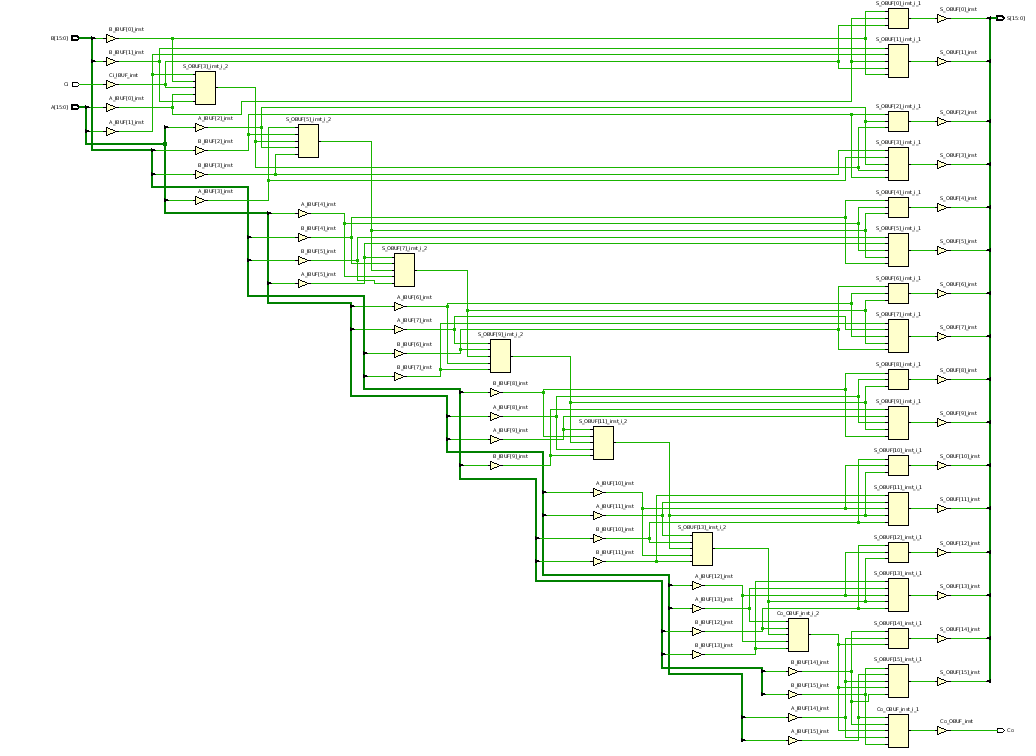 S_OBUF[0]_inst_i_1
S_OBUF[0]_inst
S[15:0]
B_IBUF[0]_inst
B[15:0]
S_OBUF[1]_inst_i_1
B_IBUF[1]_inst
S_OBUF[1]_inst
S_OBUF[3]_inst_i_2
Ci_IBUF_inst
Ci
A_IBUF[0]_inst
A[15:0]
S_OBUF[2]_inst_i_1
A_IBUF[1]_inst
A_IBUF[2]_inst
S_OBUF[5]_inst_i_2
S_OBUF[2]_inst
B_IBUF[2]_inst
S_OBUF[3]_inst_i_1
B_IBUF[3]_inst
S_OBUF[3]_inst
A_IBUF[3]_inst
S_OBUF[4]_inst_i_1
A_IBUF[4]_inst
S_OBUF[4]_inst
B_IBUF[4]_inst
S_OBUF[5]_inst_i_1
S_OBUF[7]_inst_i_2
B_IBUF[5]_inst
S_OBUF[5]_inst
A_IBUF[5]_inst
S_OBUF[6]_inst_i_1
A_IBUF[6]_inst
S_OBUF[6]_inst
A_IBUF[7]_inst
S_OBUF[7]_inst_i_1
S_OBUF[9]_inst_i_2
B_IBUF[6]_inst
S_OBUF[7]_inst
B_IBUF[7]_inst
S_OBUF[8]_inst_i_1
B_IBUF[8]_inst
S_OBUF[8]_inst
A_IBUF[8]_inst
S_OBUF[9]_inst_i_1
S_OBUF[11]_inst_i_2
A_IBUF[9]_inst
S_OBUF[9]_inst
B_IBUF[9]_inst
S_OBUF[10]_inst_i_1
S_OBUF[10]_inst
A_IBUF[10]_inst
A_IBUF[11]_inst
S_OBUF[11]_inst_i_1
S_OBUF[11]_inst
B_IBUF[10]_inst
S_OBUF[13]_inst_i_2
B_IBUF[11]_inst
S_OBUF[12]_inst_i_1
S_OBUF[12]_inst
A_IBUF[12]_inst
A_IBUF[13]_inst
S_OBUF[13]_inst_i_1
S_OBUF[13]_inst
Co_OBUF_inst_i_2
B_IBUF[12]_inst
S_OBUF[14]_inst_i_1
S_OBUF[14]_inst
B_IBUF[13]_inst
B_IBUF[14]_inst
S_OBUF[15]_inst_i_1
S_OBUF[15]_inst
B_IBUF[15]_inst
A_IBUF[14]_inst
Co_OBUF_inst_i_1
Co_OBUF_inst
Co
A_IBUF[15]_inst